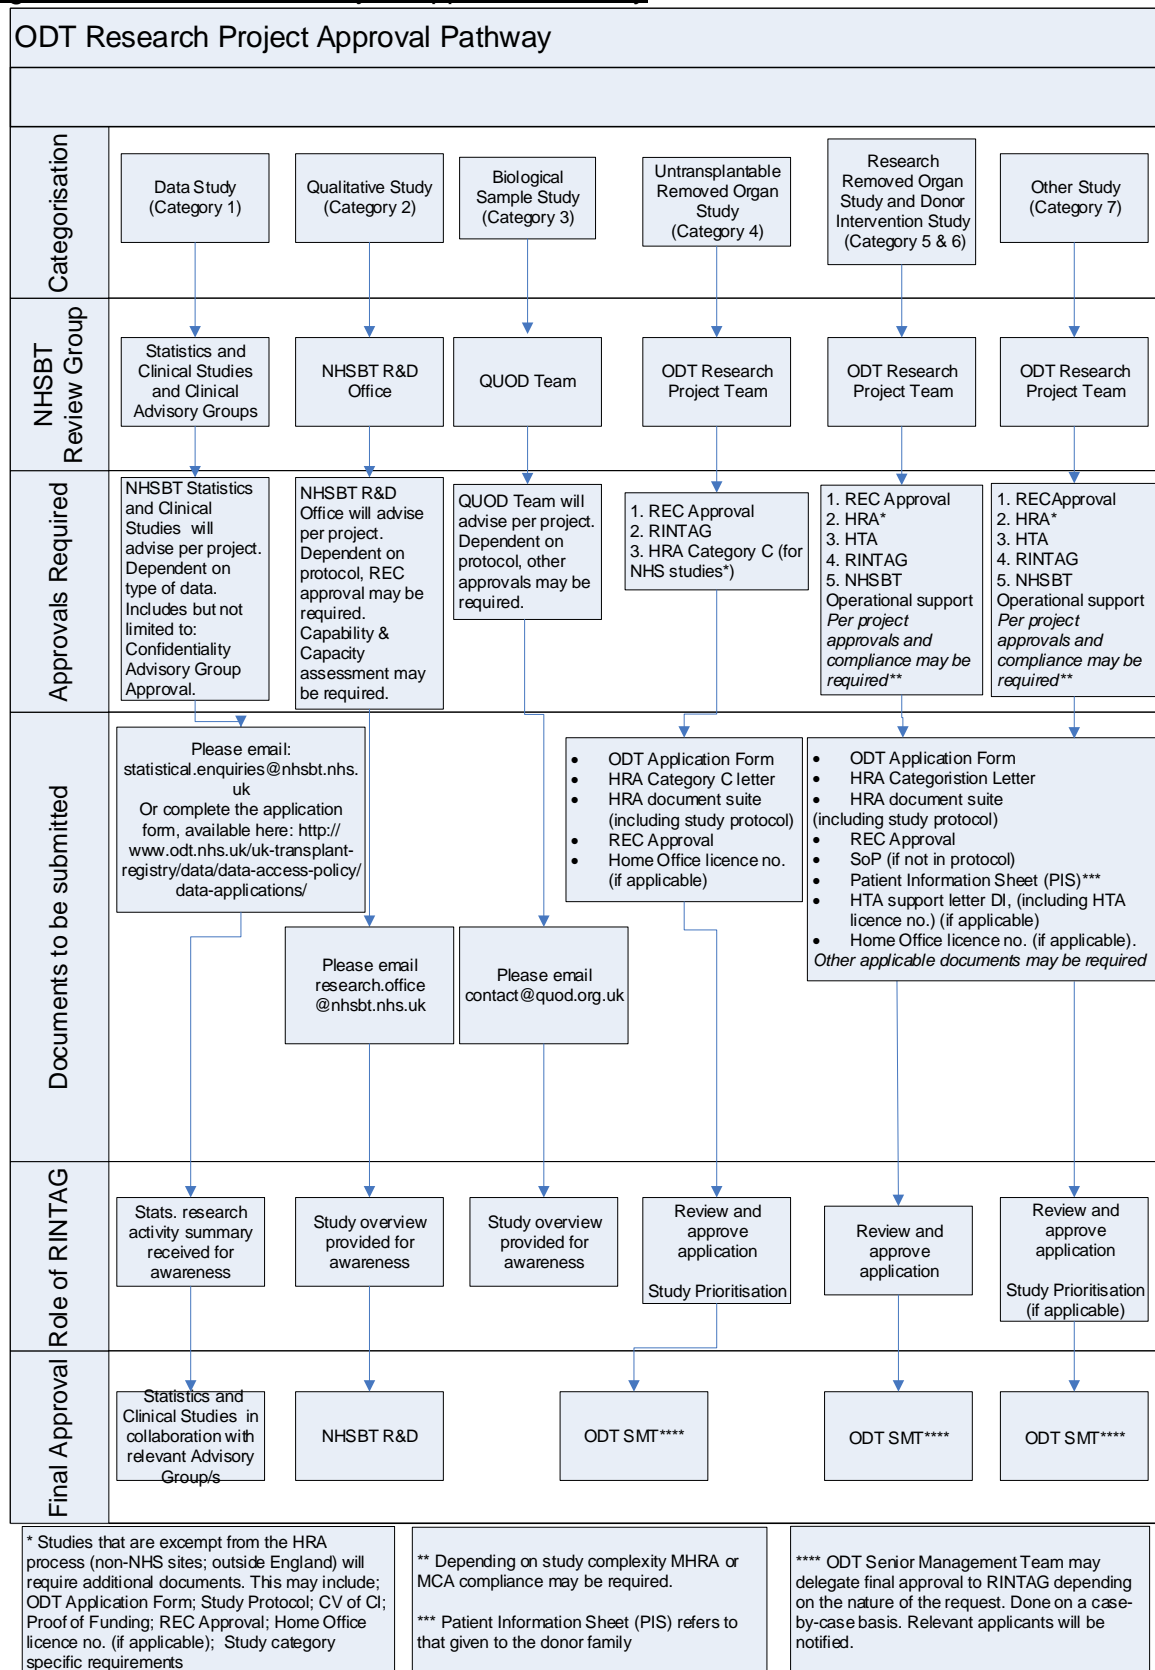 ODT Research Project Approval Pathway
Categorisation
Data Study
(Category 1)
Qualitative Study
(Category 2)
Biological
Sample Study
(Category 3)
Untransplantable
Removed Organ
Study
(Category 4)
Research
Removed Organ
Study and Donor
Intervention Study
(Category 5 & 6)
Other Study
(Category 7)
NHSBT
Review Group
Statistics and
Clinical Studies
and Clinical
Advisory Groups
NHSBT R&D
Office
QUOD Team
ODT Research
Project Team
ODT Research
Project Team
ODT Research
Project Team
Approvals Required
NHSBT Statistics
and Clinical
Studies will
advise per project.
Dependent on
type of data.
Includes but not
limited to:
Confidentiality
Advisory Group
Approval.
NHSBT R&D
Office will advise
per project.
Dependent on
protocol, REC
approval may be
required.
Capability &
Capacity
assessment may
be required.
QUOD Team will
advise per project.
Dependent on
protocol, other
approvals may be
required.
1. REC Approval
2. RINTAG
3. HRA Category C (for
NHS studies*)
1. REC Approval
2. HRA*
3. HTA
4. RINTAG
5. NHSBT
Operational support
Per project
approvals and
compliance may be
required**
1. RECApproval
2. HRA*
3. HTA
4. RINTAG
5. NHSBT
Operational support
Per project
approvals and
compliance may be
required**
Documents to be submitted
Please email:
statistical.enquiries@nhsbt.nhs.
uk
Or complete the application
form, available here: http://
www.odt.nhs.uk/uk-transplant-
registry/data/data-access-policy/
data-applications/
Please email
research.office
@nhsbt.nhs.uk
Please email
contact@quod.org.uk
• ODT Application Form
• HRA Category C letter
• HRA document suite
(including study protocol)
• REC Approval
• Home Office licence no.
(if applicable)
• ODT Application Form
• HRA Categoristion Letter
• HRA document suite
(including study protocol)
• REC Approval
• SoP (if not in protocol)
• Patient Information Sheet (PIS)***
• HTA support letter DI, (including HTA
licence no.) (if applicable)
• Home Office licence no. (if applicable).
Other applicable documents may be required
Role of RINTAG
Stats. research
activity summary
received for
awareness
Study overview
provided for
awareness
Study overview
provided for
awareness
Review and
approve
application
Study Prioritisation
Review and
approve
application
Review and
approve
application
Study Prioritisation
(if applicable)
Final Approval
Statistics and
Clinical Studies in
collaboration with
relevant Advisory
Group/s
NHSBT R&D
ODT SMT****
ODT SMT****
ODT SMT****
* Studies that are excempt from the HRA
process (non-NHS sites; outside England) will
require additional documents. This may include;
ODT Application Form; Study Protocol; CV of CI;
Proof of Funding; REC Approval; Home Office
licence no. (if applicable); Study category
specific requirements
** Depending on study complexity MHRA or
MCA compliance may be required.
*** Patient Information Sheet (PIS) refers to
that given to the donor family
**** ODT Senior Management Team may
delegate final approval to RINTAG depending
on the nature of the request. Done on a case-
by-case basis. Relevant applicants will be
notified.